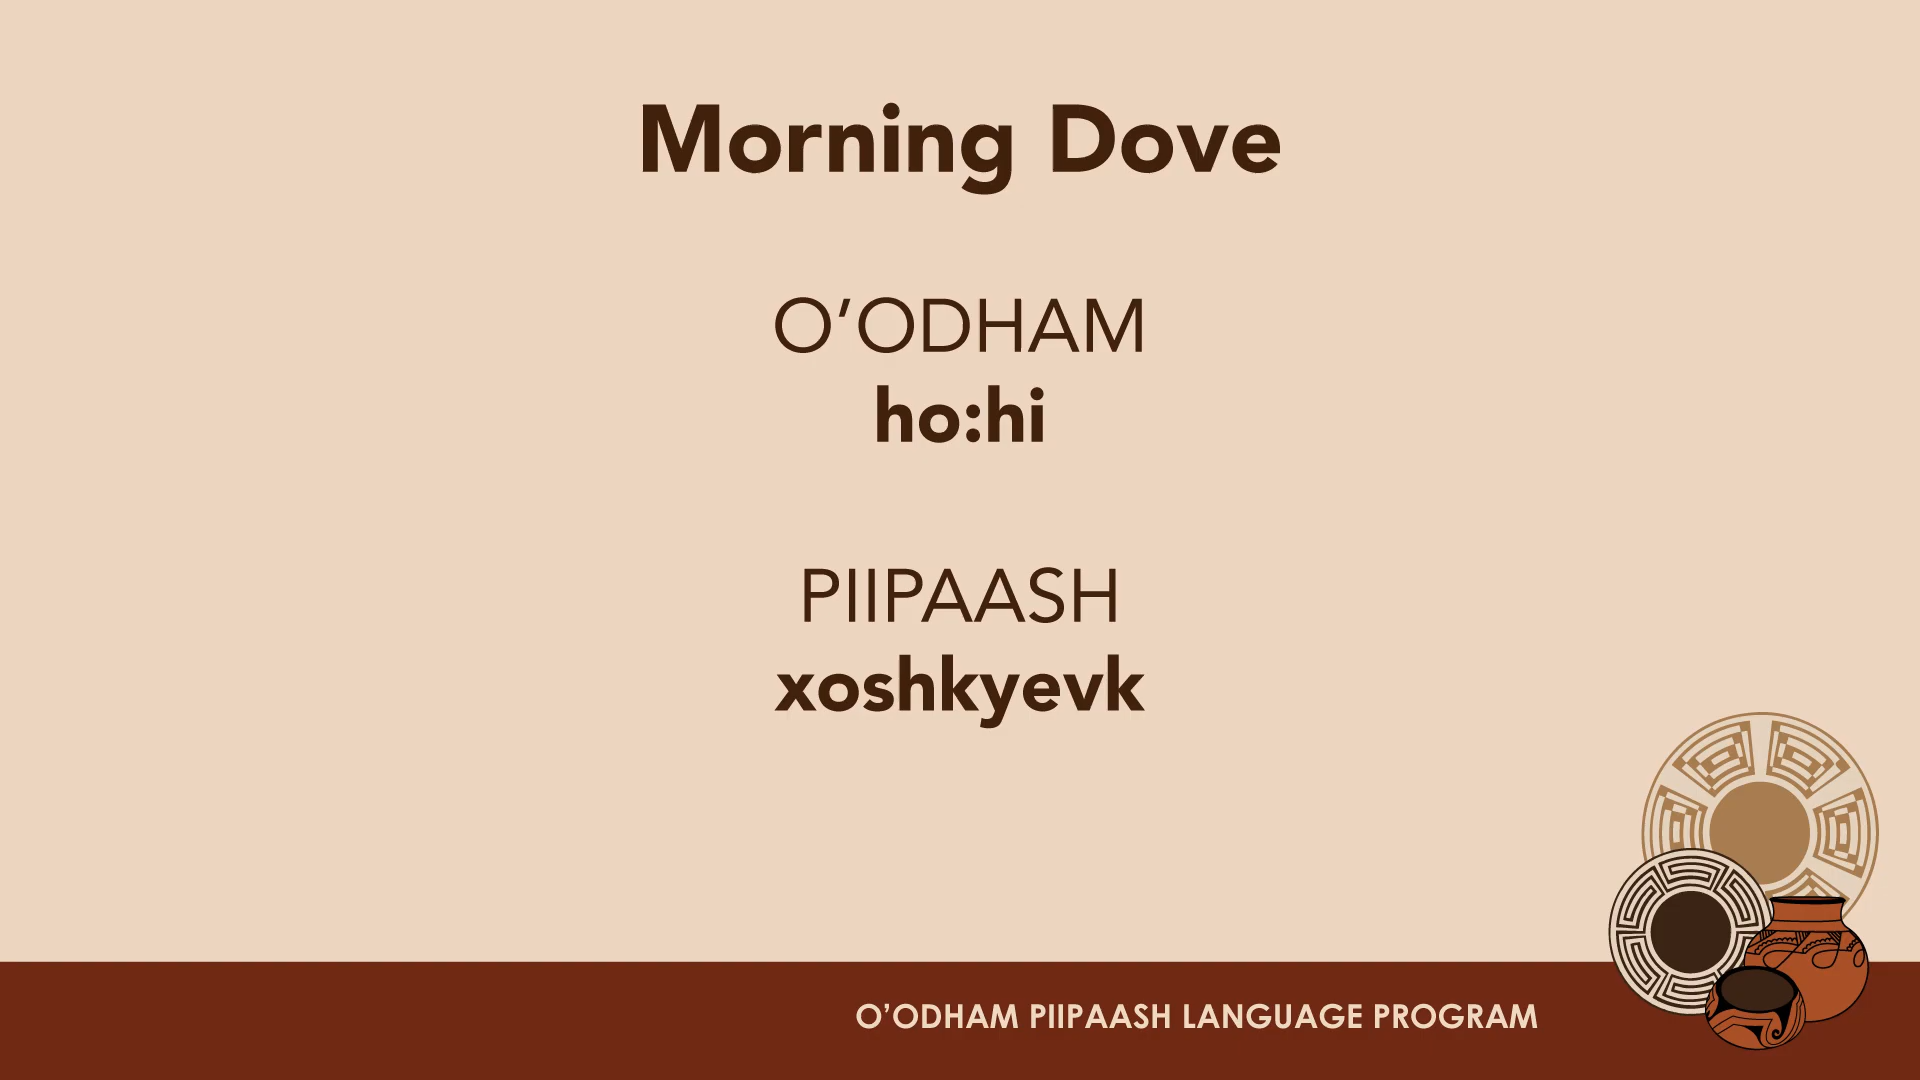 Morning Dove
O’ODHAM
ho:hi
PIIPAASH
xoshkyevk
O’ODHAM PIIPAASH LANGUAGE PROGRAM